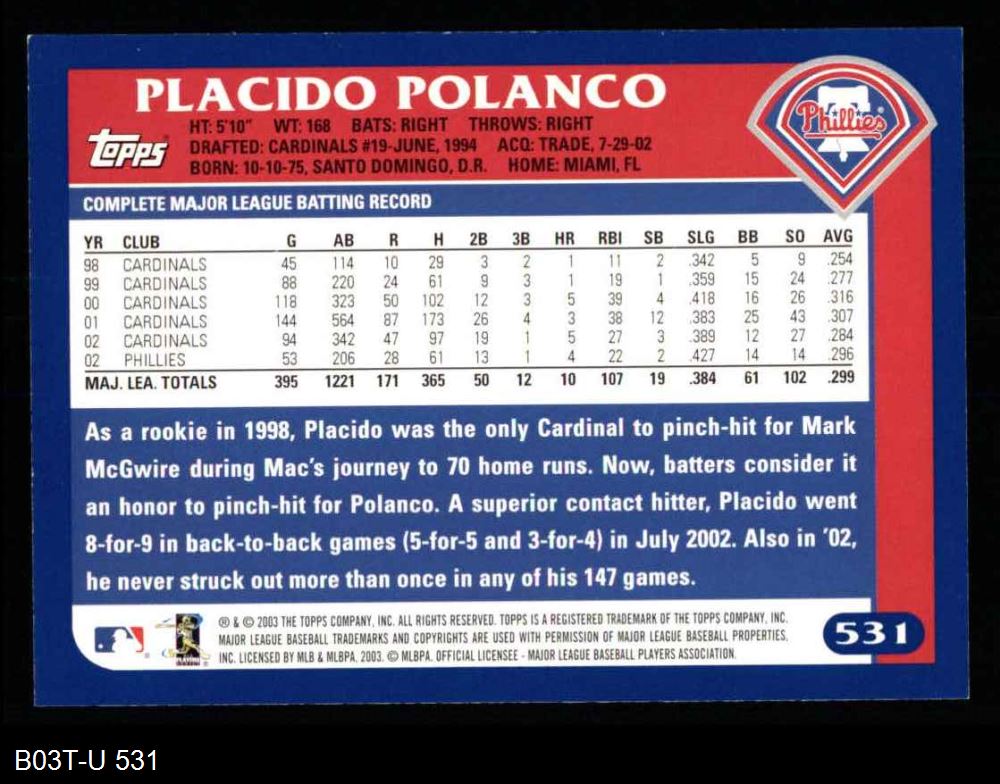 PLACIDO POLANCO
Phillies
Topps
HT: 5'10" WT: 168 BATS: RIGHT THROWS: RIGHT
DRAFTED: CARDINALS #19-JUNE, 1994 ACQ: TRADE, 7-29-02
BORN: 10-10-75, SANTO DOMINGO, D.R. HOME: MIAMI, FL
COMPLETE MAJOR LEAGUE BATTING RECORD
YR CLUB G AB R H 2B 3B HR RBI SB SLG BB SO AVG
98 CARDINALS 45 114 10 29 3 2 1 11 2 .342 5 9 .254
99 CARDINALS 88 220 24 61 9 3 1 19 1 .359 15 24 .277
00 CARDINALS 118 323 50 102 12 3 5 39 4 .418 16 26 .316
01 CARDINALS 144 564 87 173 26 4 3 38 12 .383 25 43 .307
02 CARDINALS 94 342 47 97 19 1 5 27 3 .389 12 27 .284
02 PHILLIES 53 206 28 61 13 1 4 22 2 .427 14 14 .296
MAJ. LEA. TOTALS 395 1221 171 365 50 12 10 107 19 .384 61 102 .299
As a rookie in 1998, Placido was the only Cardinal to pinch-hit for Mark
McGwire during Mac's journey to 70 home runs. Now, batters consider it
an honor to pinch-hit for Polanco. A superior contact hitter, Placido went
8-for-9 in back-to-back games (5-for-5 and 3-for-4) in July 2002. Also in '02,
he never struck out more than once in any of his 147 games.
® & © 2003 THE TOPPS COMPANY, INC. ALL RIGHTS RESERVED. TOPPS IS A REGISTERED TRADEMARK OF THE TOPPS COMPANY, INC.
MAJOR LEAGUE BASEBALL TRADEMARKS AND COPYRIGHTS ARE USED WITH PERMISSION OF MAJOR LEAGUE BASEBALL PROPERTIES,
INC. LICENSED BY MLB & MLBPA, 2003. © MLBPA. OFFICIAL LICENSEE - MAJOR LEAGUE BASEBALL PLAYERS ASSOCIATION.
531
B03T-U 531